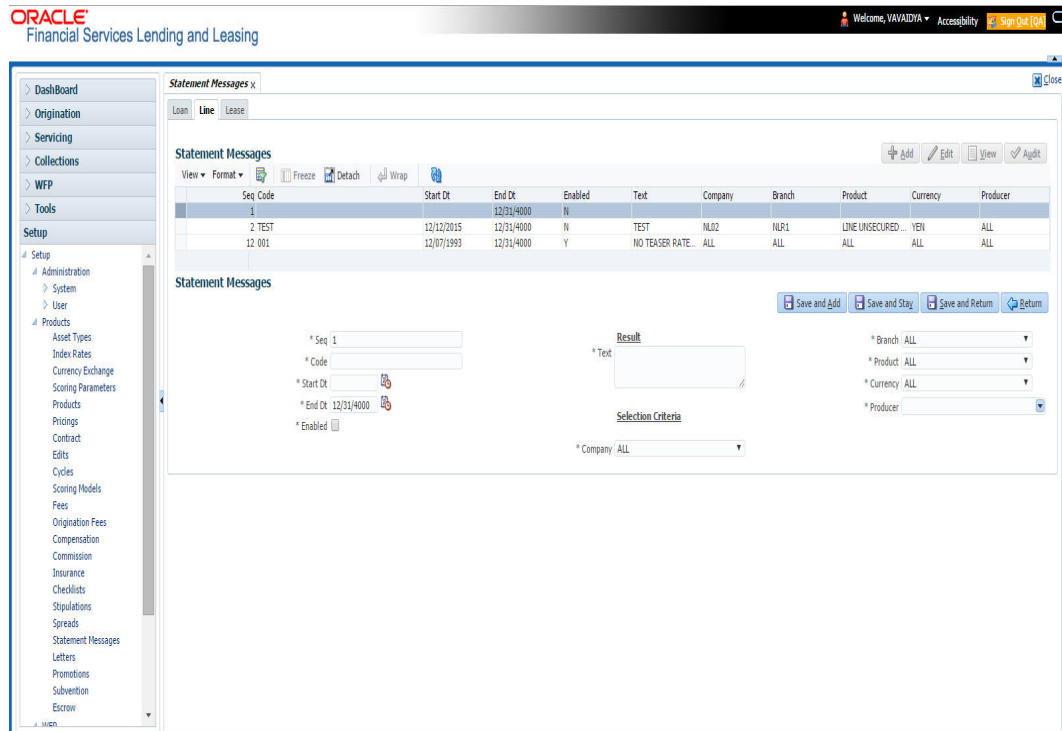 ORACLE'
Financial Services Lending and Leasing
Welcome, VAVAIDYA Accessibility Sign Out [QA]
Close
DashBoard
Origination
Servicing
Collections
WFP
Tools
Setup
Setup
Administration
System
User
Products
Asset Types
Index Rates
Currency Exchange
Scoring Parameters
Products
Pricings
Contract
Edits
Cycles
Scoring Models
Fees
Origination Fees
Compensation
Commission
Insurance
Checklists
Stipulations
Spreads
Statement Messages
Letters
Promotions
Subvention
Escrow
WFP
Statement Messages x
Loan Line Lease
Statement Messages
Add Edit View Audit
View Format Freeze Detach Wrap
Seq Code Start Dt End Dt Enabled Text Company Branch Product Currency Producer
1 12/31/4000 N
2 TEST 12/12/2015 12/31/4000 N TEST NL02 NLR1 LINE UNSECURED ... YEN ALL
12 001 12/07/1993 12/31/4000 Y NO TEASER RATE... ALL ALL ALL ALL ALL
Statement Messages
Save and Add Save and Stay Save and Return Return
* Seq 1
* Code
* Start Dt
* End Dt 12/31/4000
* Enabled
Result
* Text
Selection Criteria
* Company ALL
* Branch ALL
* Product ALL
* Currency ALL
* Producer